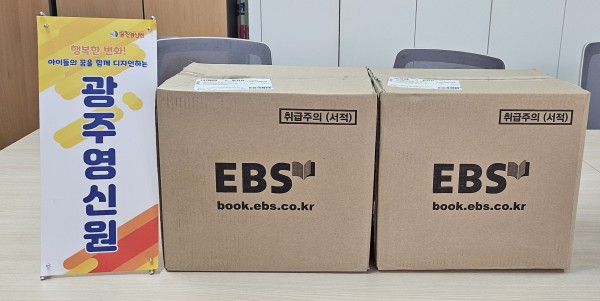 행복한 변화!
아이들의 꿈을 함께 디자인하는
광주영신원
취급주의 (서적)
EBS
book.ebs.co.kr
취급주의 (서적)
EBS
book.ebs.co.kr